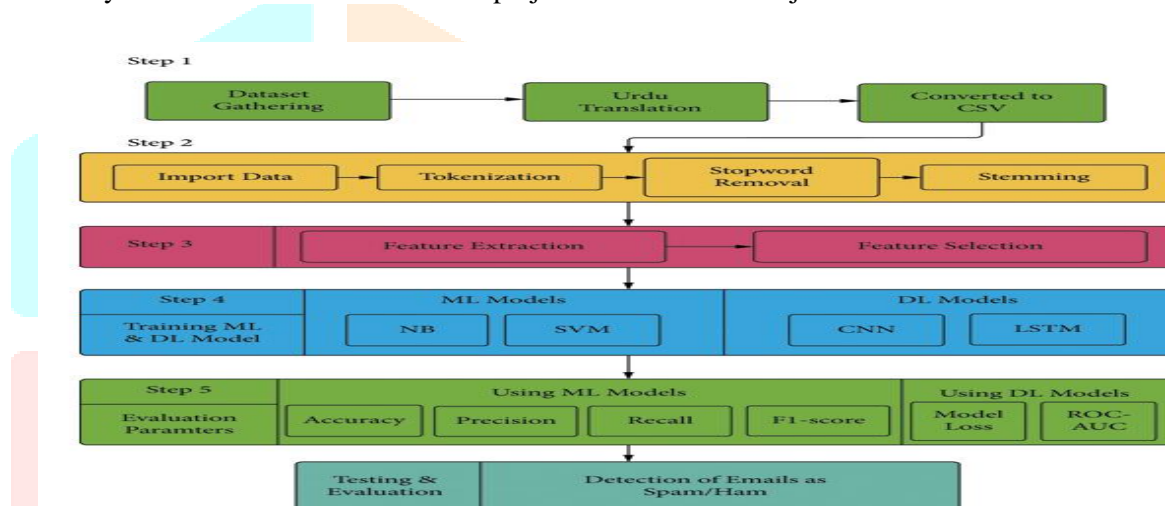 Step 1
Dataset
Gathering
Urdu
Translation
Converted to
CSV
Step 2
Import Data
Tokenization
Stopword
Removal
Stemming
Step 3
Feature Extraction
Feature Selection
Step 4
Training ML
& DL Model
ML Models
NB
SVM
DL Models
CNN
LSTM
Step 5
Evaluation
Paramters
Using ML Models
Accuracy
Precision
Recall
F1-score
Using DL Models
Model
Loss
ROC-
AUC
Testing &
Evaluation
Detection of Emails as
Spam/Ham